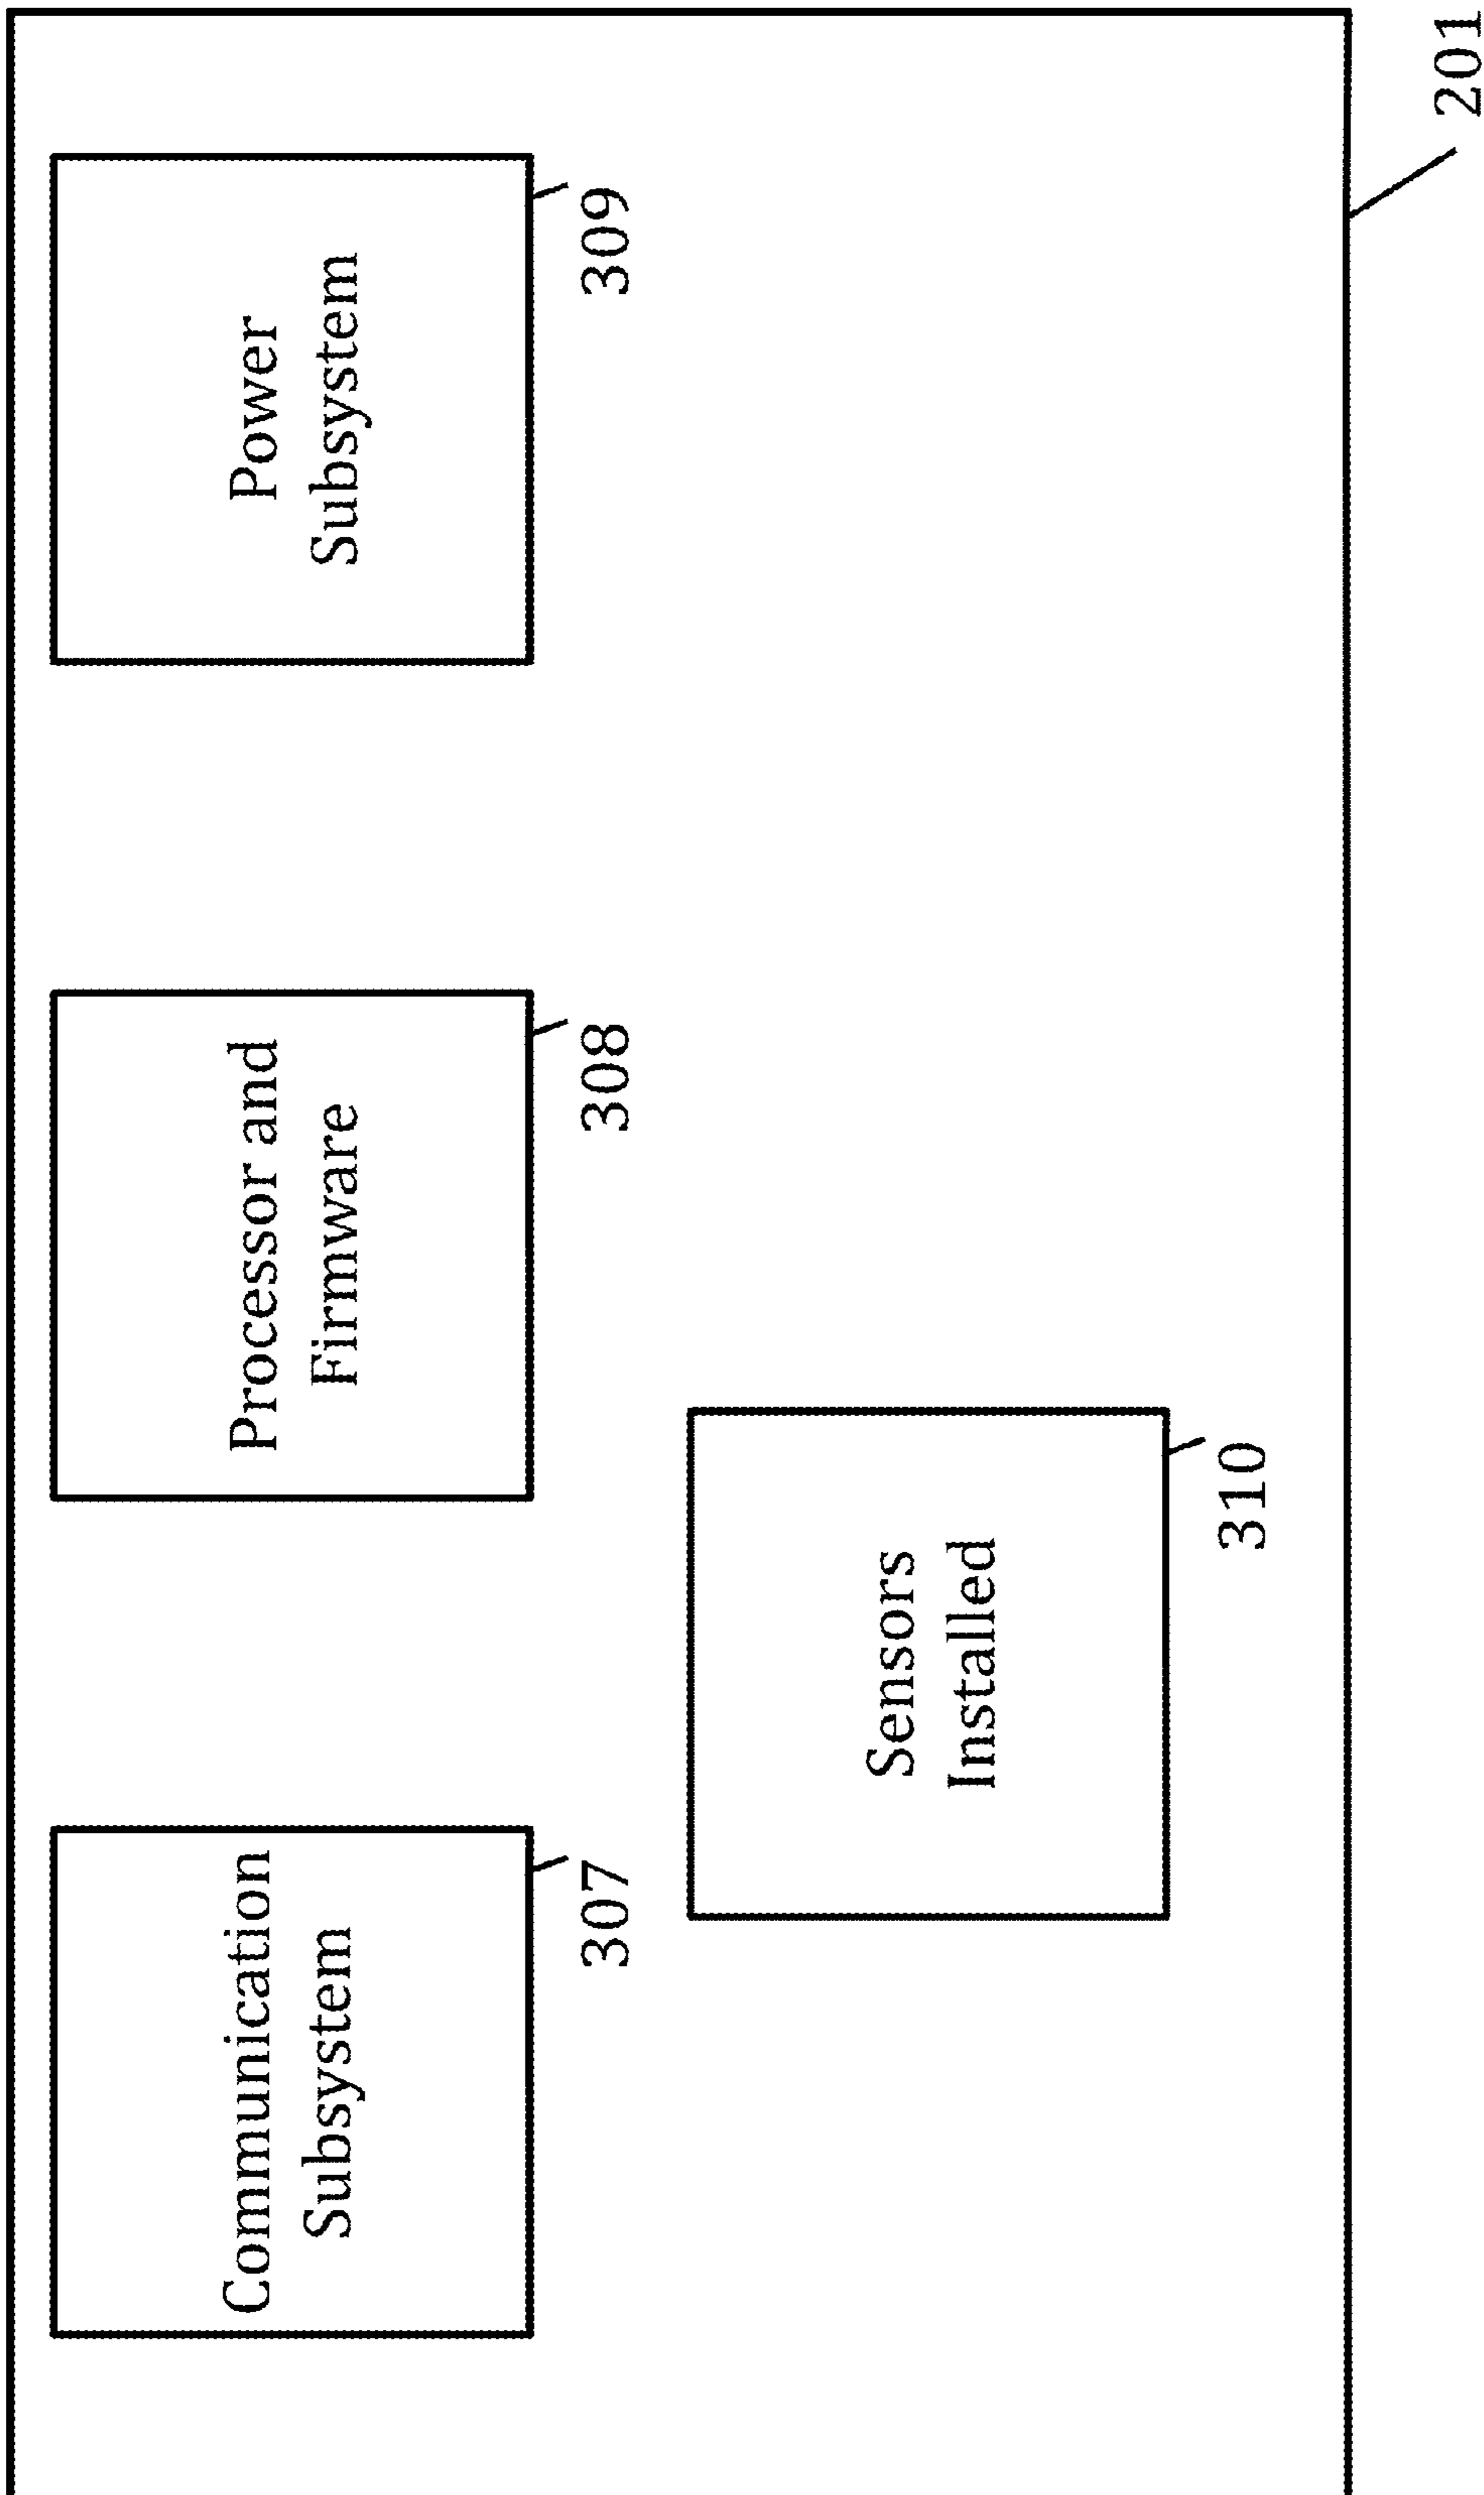 Communication
Subsystem
307
Processor and
Firmware
308
Power
Subsystem
309
Sensors
Installed
310
201